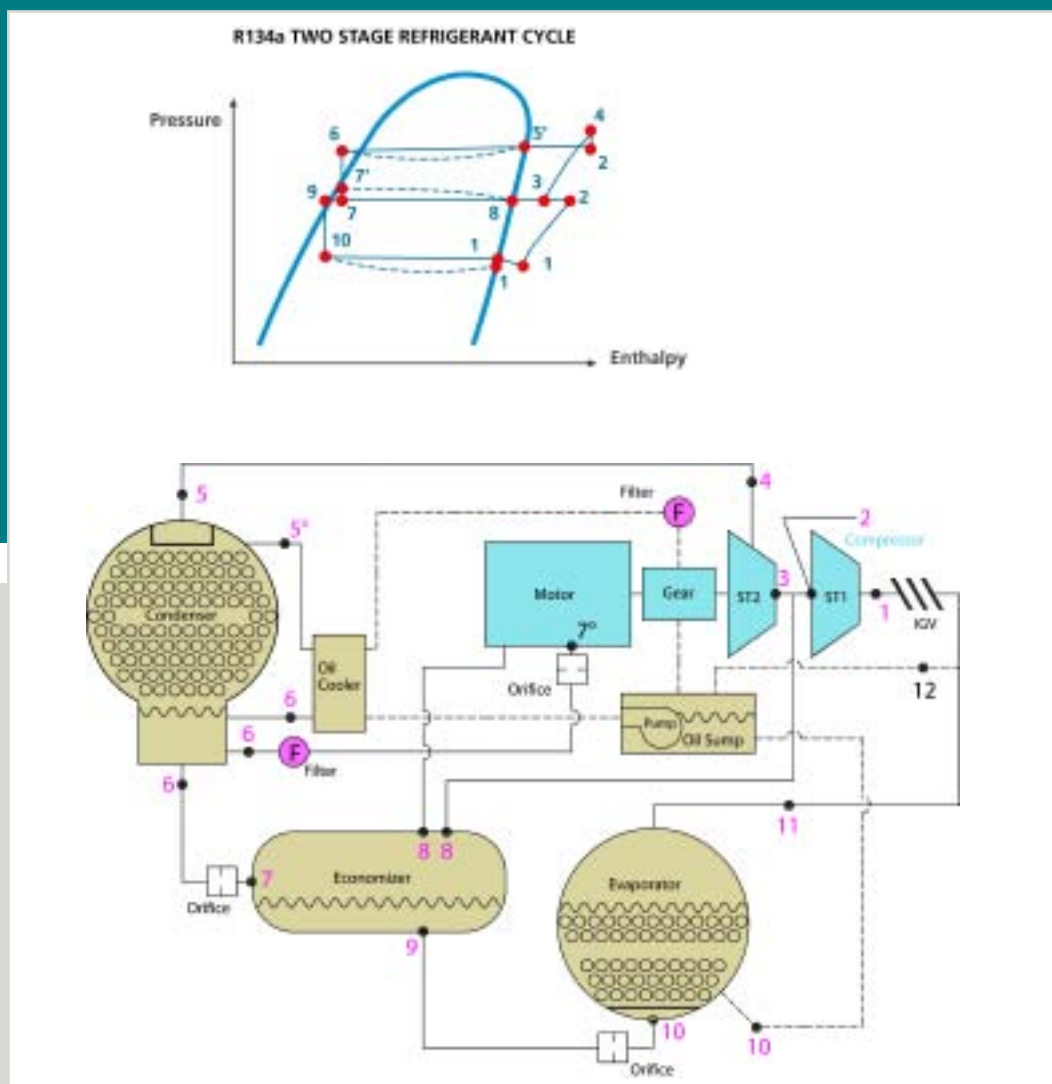 R134a TWO STAGE REFRIGERANT CYCLE
Pressure
6
5'
4
2
7'
9
7
8
3
2
10
1
1
1
Enthalpy
5
4
Filter
F
2
5°
Compressor
Condenser
Motor
Gear
ST2
3
ST1
1
IGV
7°
Oil
Cooler
Orifice
12
6
Pump
Oil Sump
6
F
Filter
6
11
8 8
7
Economizer
Evaporator
Orifice
9
10
10
Orifice